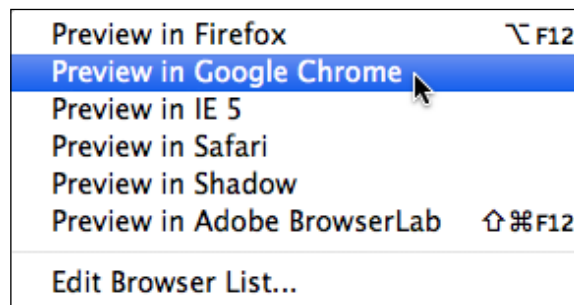 Preview in Firefox ⌥F12
Preview in Google Chrome
Preview in IE 5
Preview in Safari
Preview in Shadow
Preview in Adobe BrowserLab ⇧⌘F12
Edit Browser List...